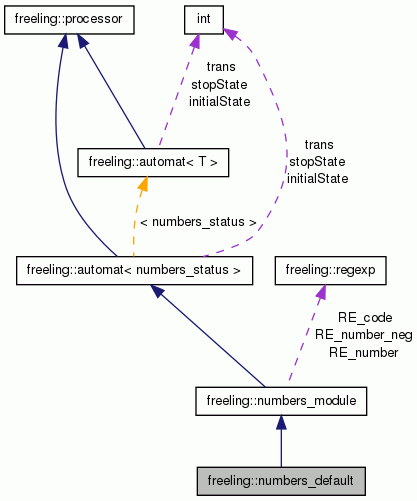 freeling::processor
int
trans
stopState
initialState
freeling::automat< T >
trans
stopState
initialState
< numbers_status >
freeling::automat< numbers_status >
freeling::regexp
RE_code
RE_number_neg
RE_number
freeling::numbers_module
freeling::numbers_default